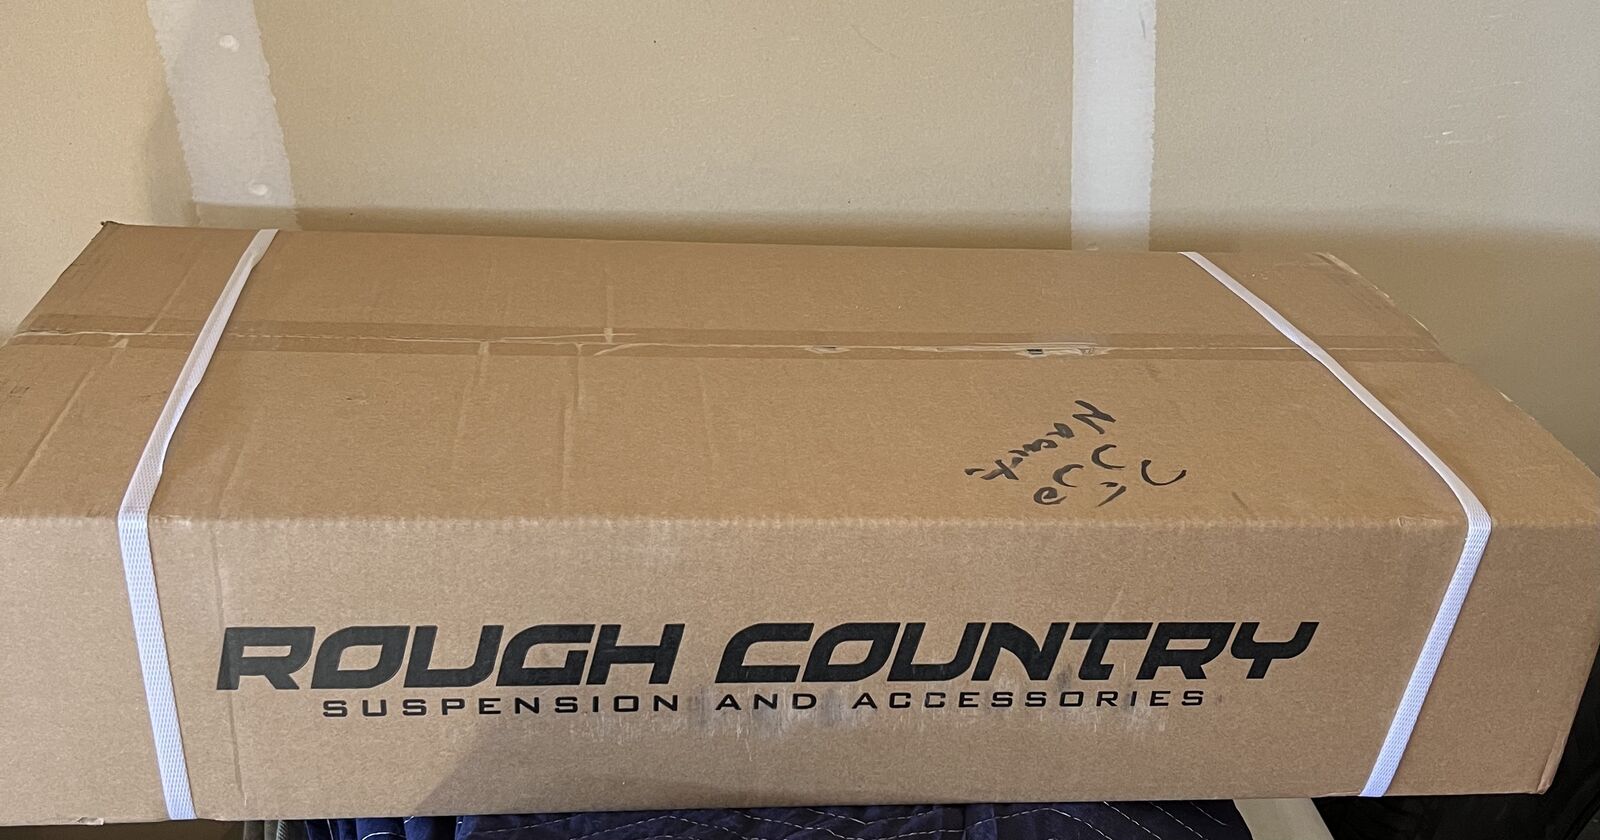 ROUGH COUNTRY
SUSPENSION AND ACCESSORIES